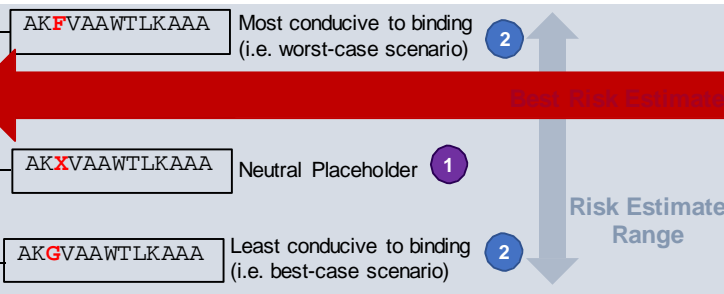 AKFVAAWTLKAAA
Most conducive to binding
(i.e. worst-case scenario)
2
Best Risk Estimate
AKXVAAWTLKAAA
Neutral Placeholder
1
Risk Estimate
Range
AKGVAAWTLKAAA
Least conducive to binding
(i.e. best-case scenario)
2